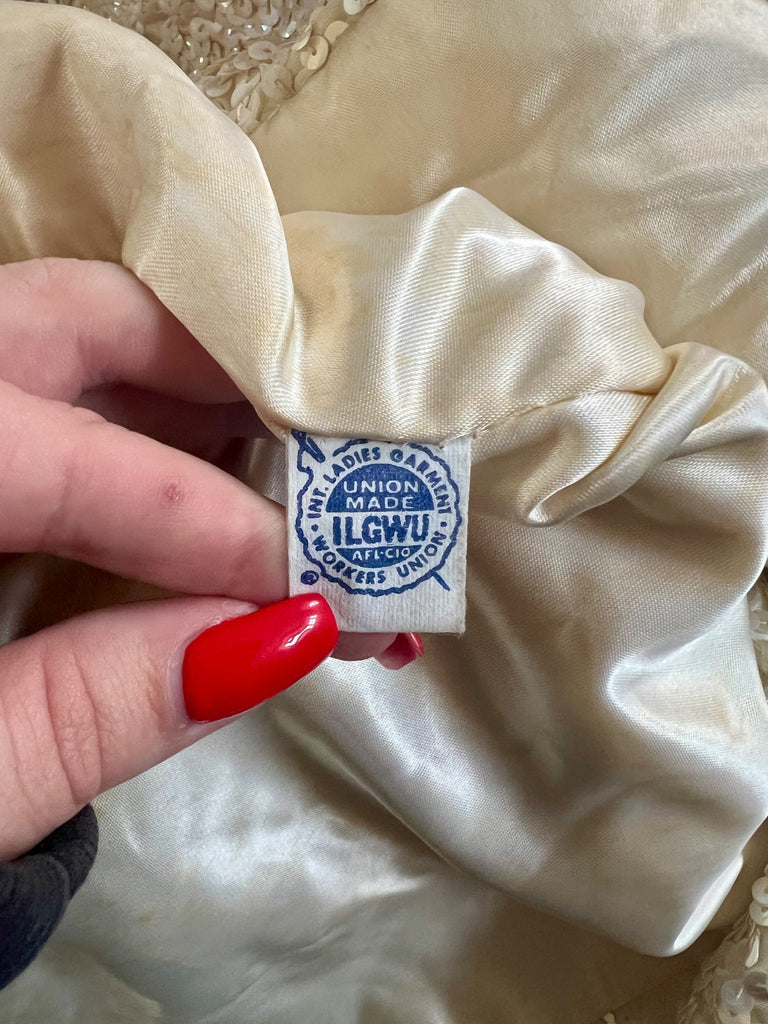 INT. LADIES GARMENT
UNION
MADE
ILGWU
AFL·CIO
WORKERS UNION
®